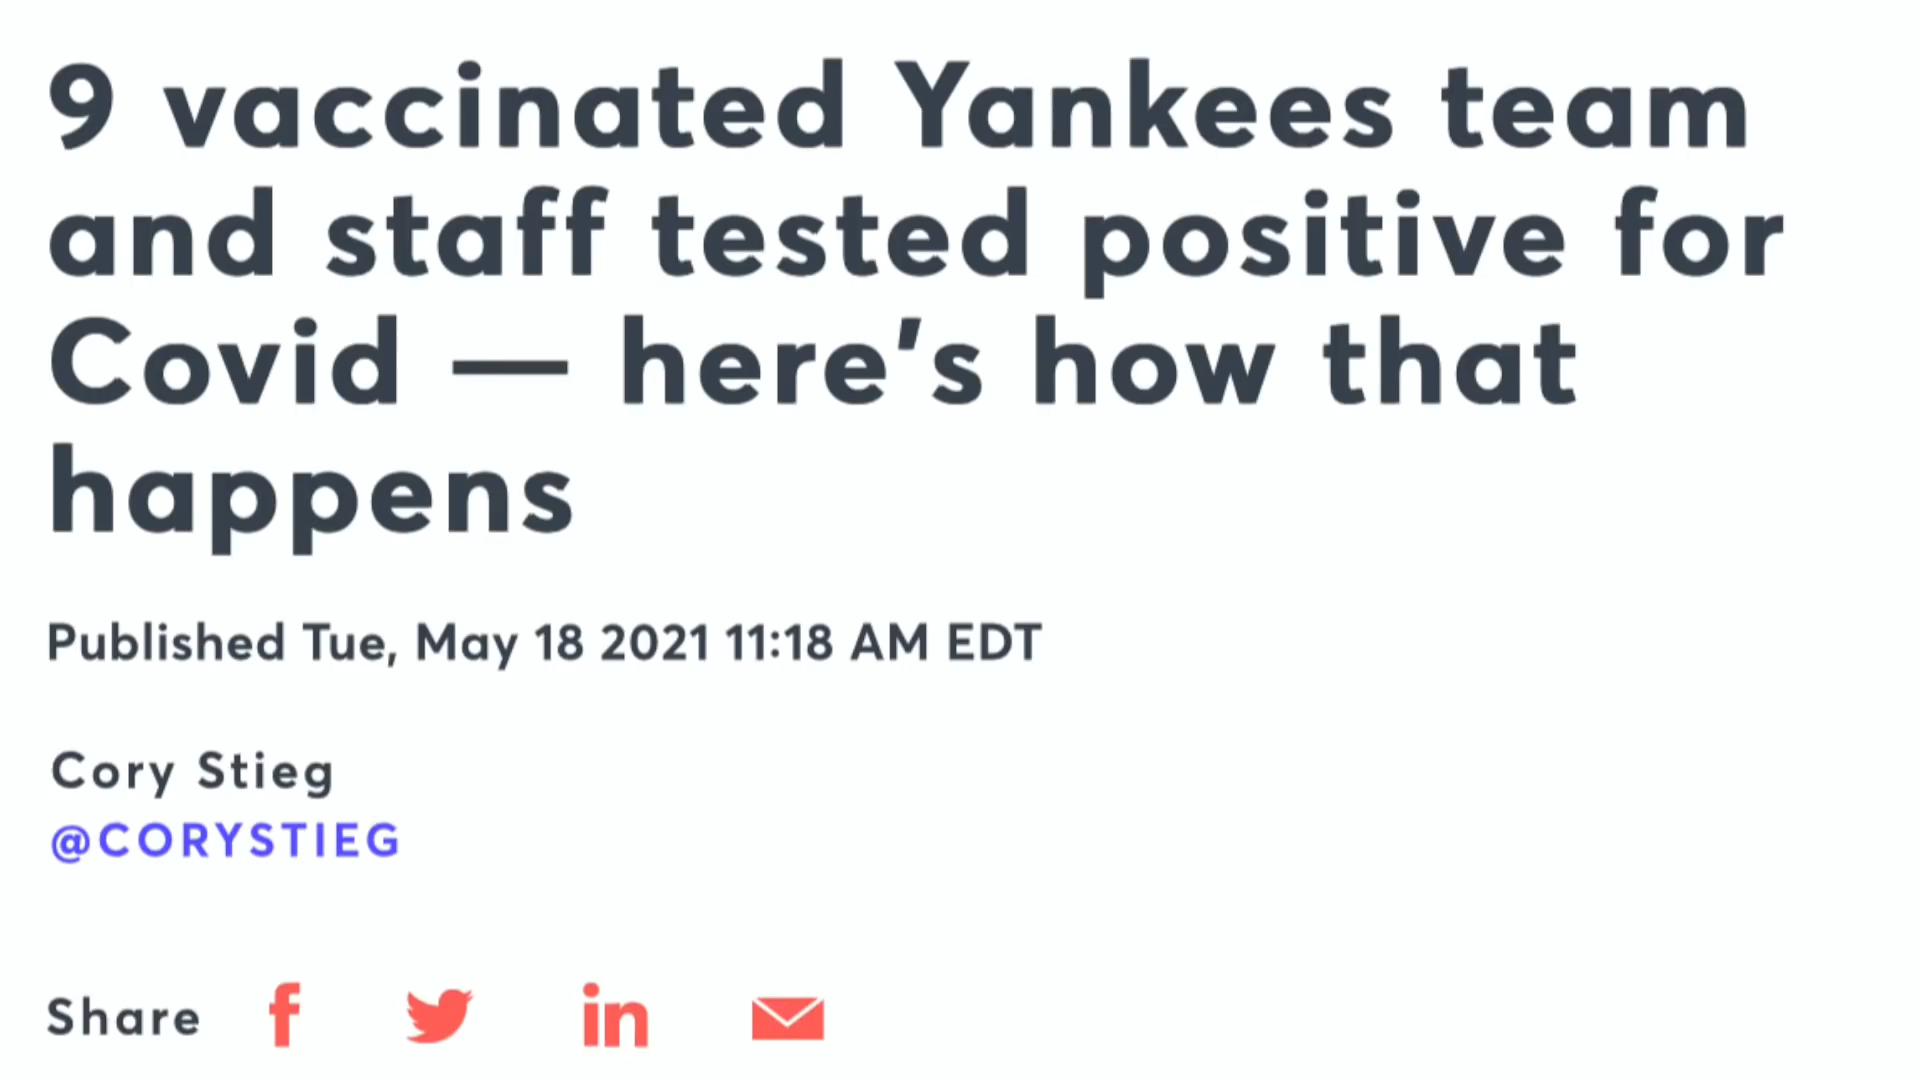 9 vaccinated Yankees team
and staff tested positive for
Covid — here’s how that
happens
Published Tue, May 18 2021 11:18 AM EDT
Cory Stieg
@CORYSTIEG
Share